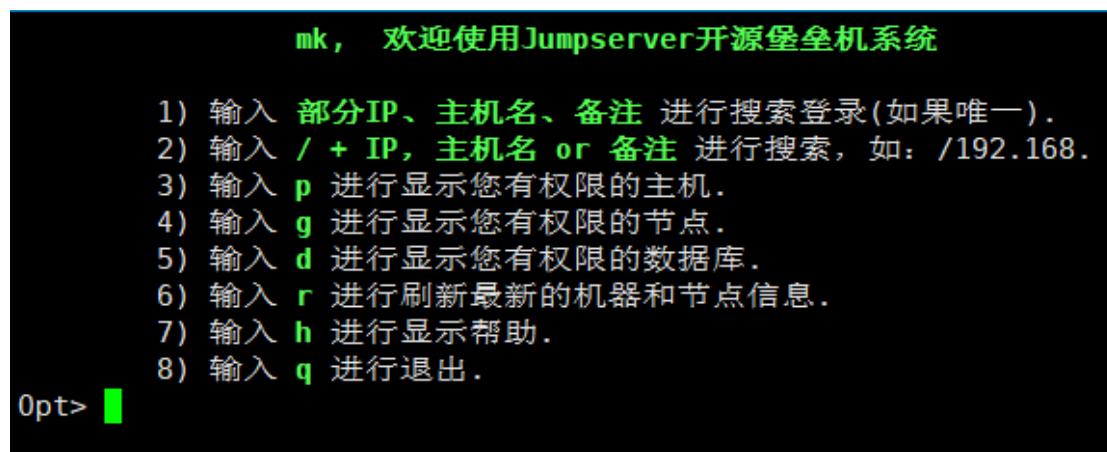 mk, 欢迎使用Jumpserver开源堡垒机系统
1) 输入 部分IP、主机名、备注 进行搜索登录(如果唯一).
2) 输入 / + IP, 主机名 or 备注 进行搜索，如：/192.168.
3) 输入 p 进行显示您有权限的主机.
4) 输入 g 进行显示您有权限的节点.
5) 输入 d 进行显示您有权限的数据库.
6) 输入 r 进行刷新最新的机器和节点信息.
7) 输入 h 进行显示帮助.
8) 输入 q 进行退出.
Opt>